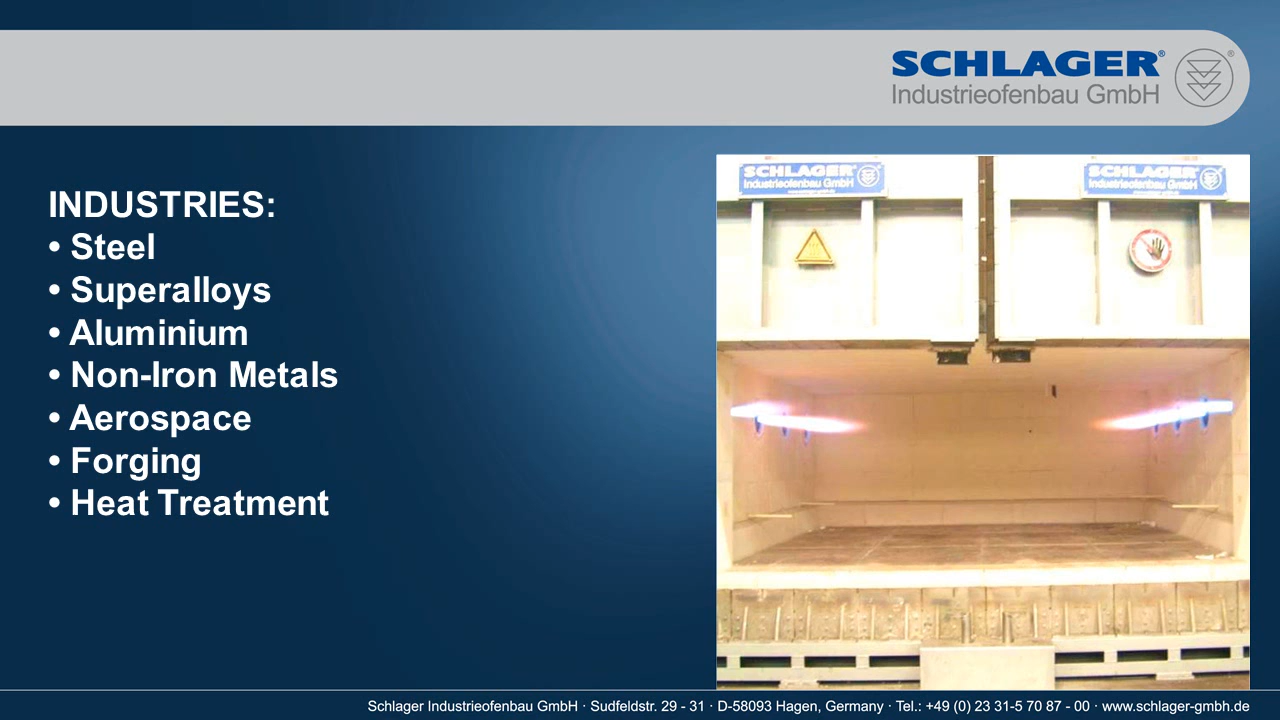 SCHLAGER®
Industrieofenbau GmbH
®
INDUSTRIES:
• Steel
• Superalloys
• Aluminium
• Non-Iron Metals
• Aerospace
• Forging
• Heat Treatment
SCHLAGER
Industrieofenbau GmbH
SCHLAGER
Industrieofenbau GmbH
Schlager Industrieofenbau GmbH · Sudfeldstr. 29 - 31 · D-58093 Hagen, Germany · Tel.: +49 (0) 23 31-5 70 87 - 00 · www.schlager-gmbh.de